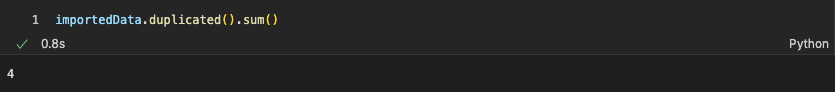 1 importedData.duplicated().sum()
✓ 0.8s Python
4